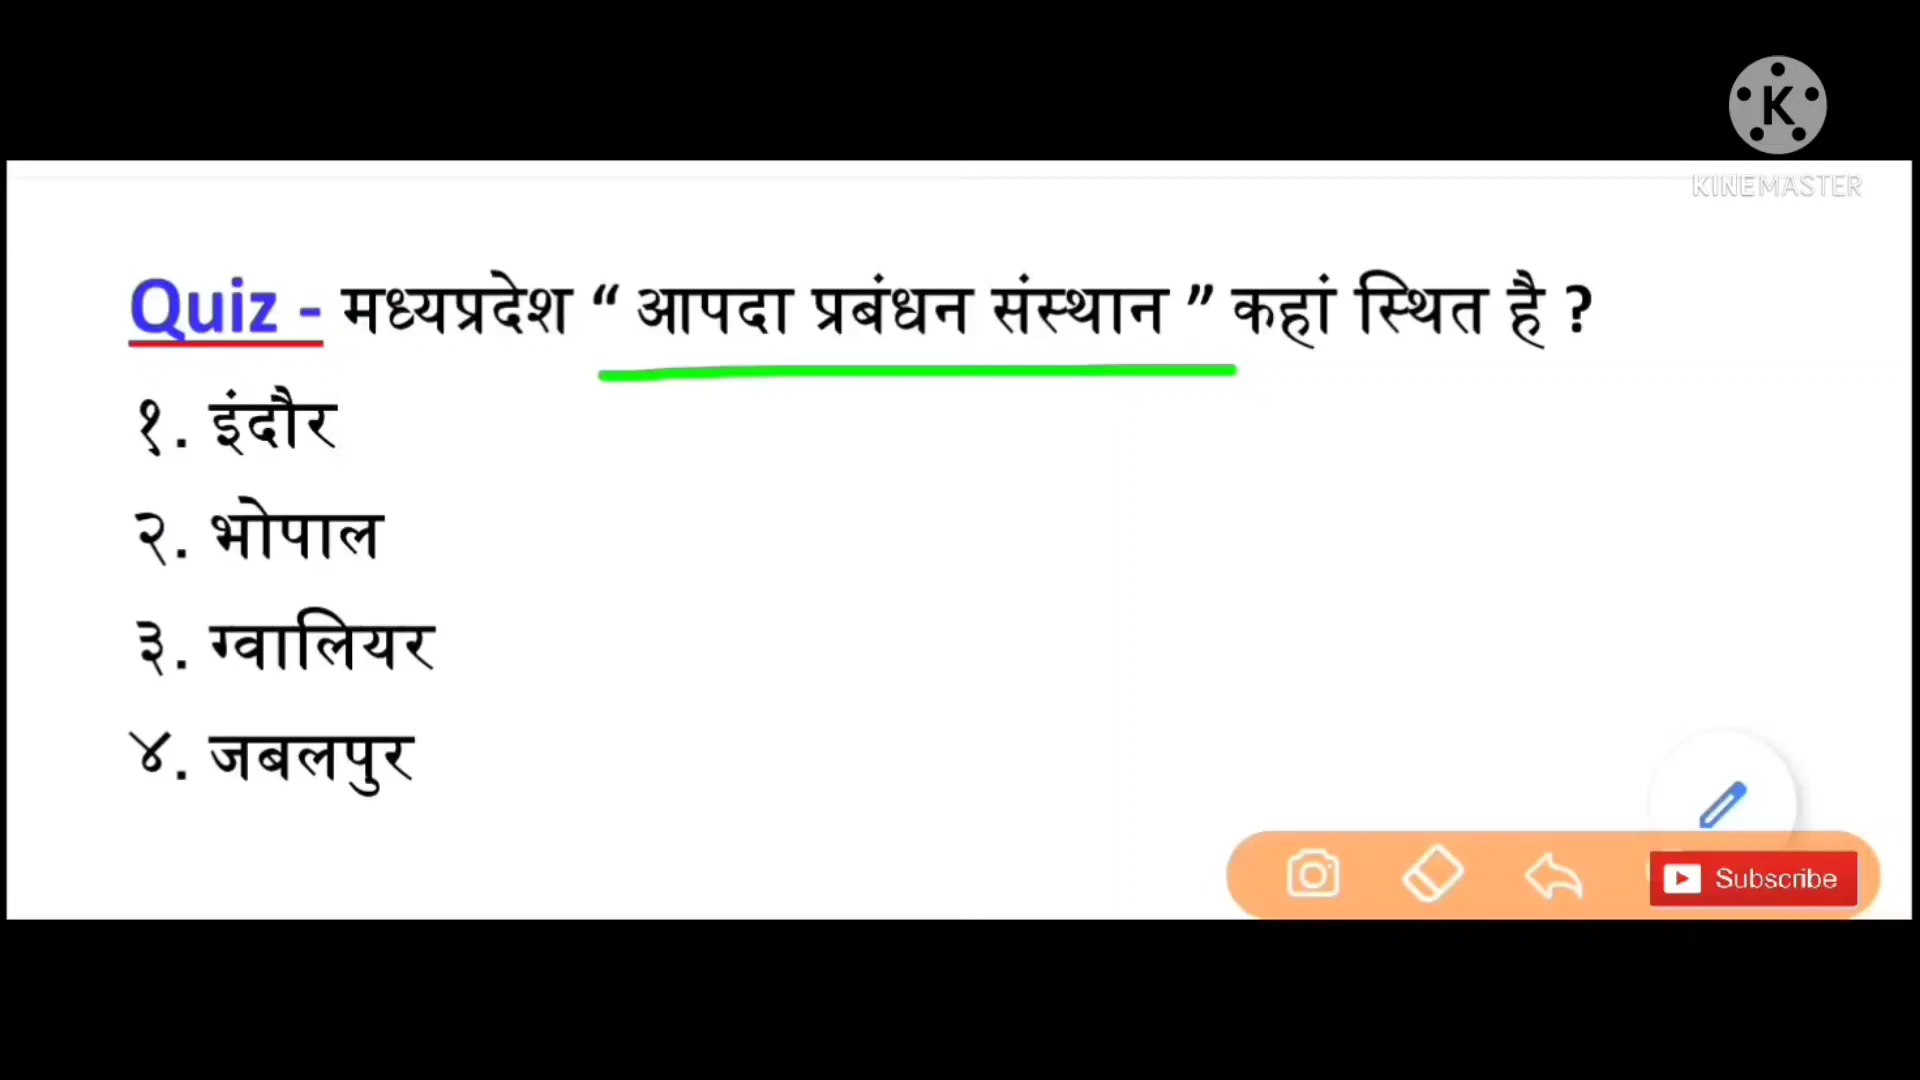 KINEMASTER
Quiz - मध्यप्रदेश “ आपदा प्रबंधन संस्थान ” कहां स्थित है ?
१. इंदौर
२. भोपाल
३. ग्वालियर
४. जबलपुर
Subscribe